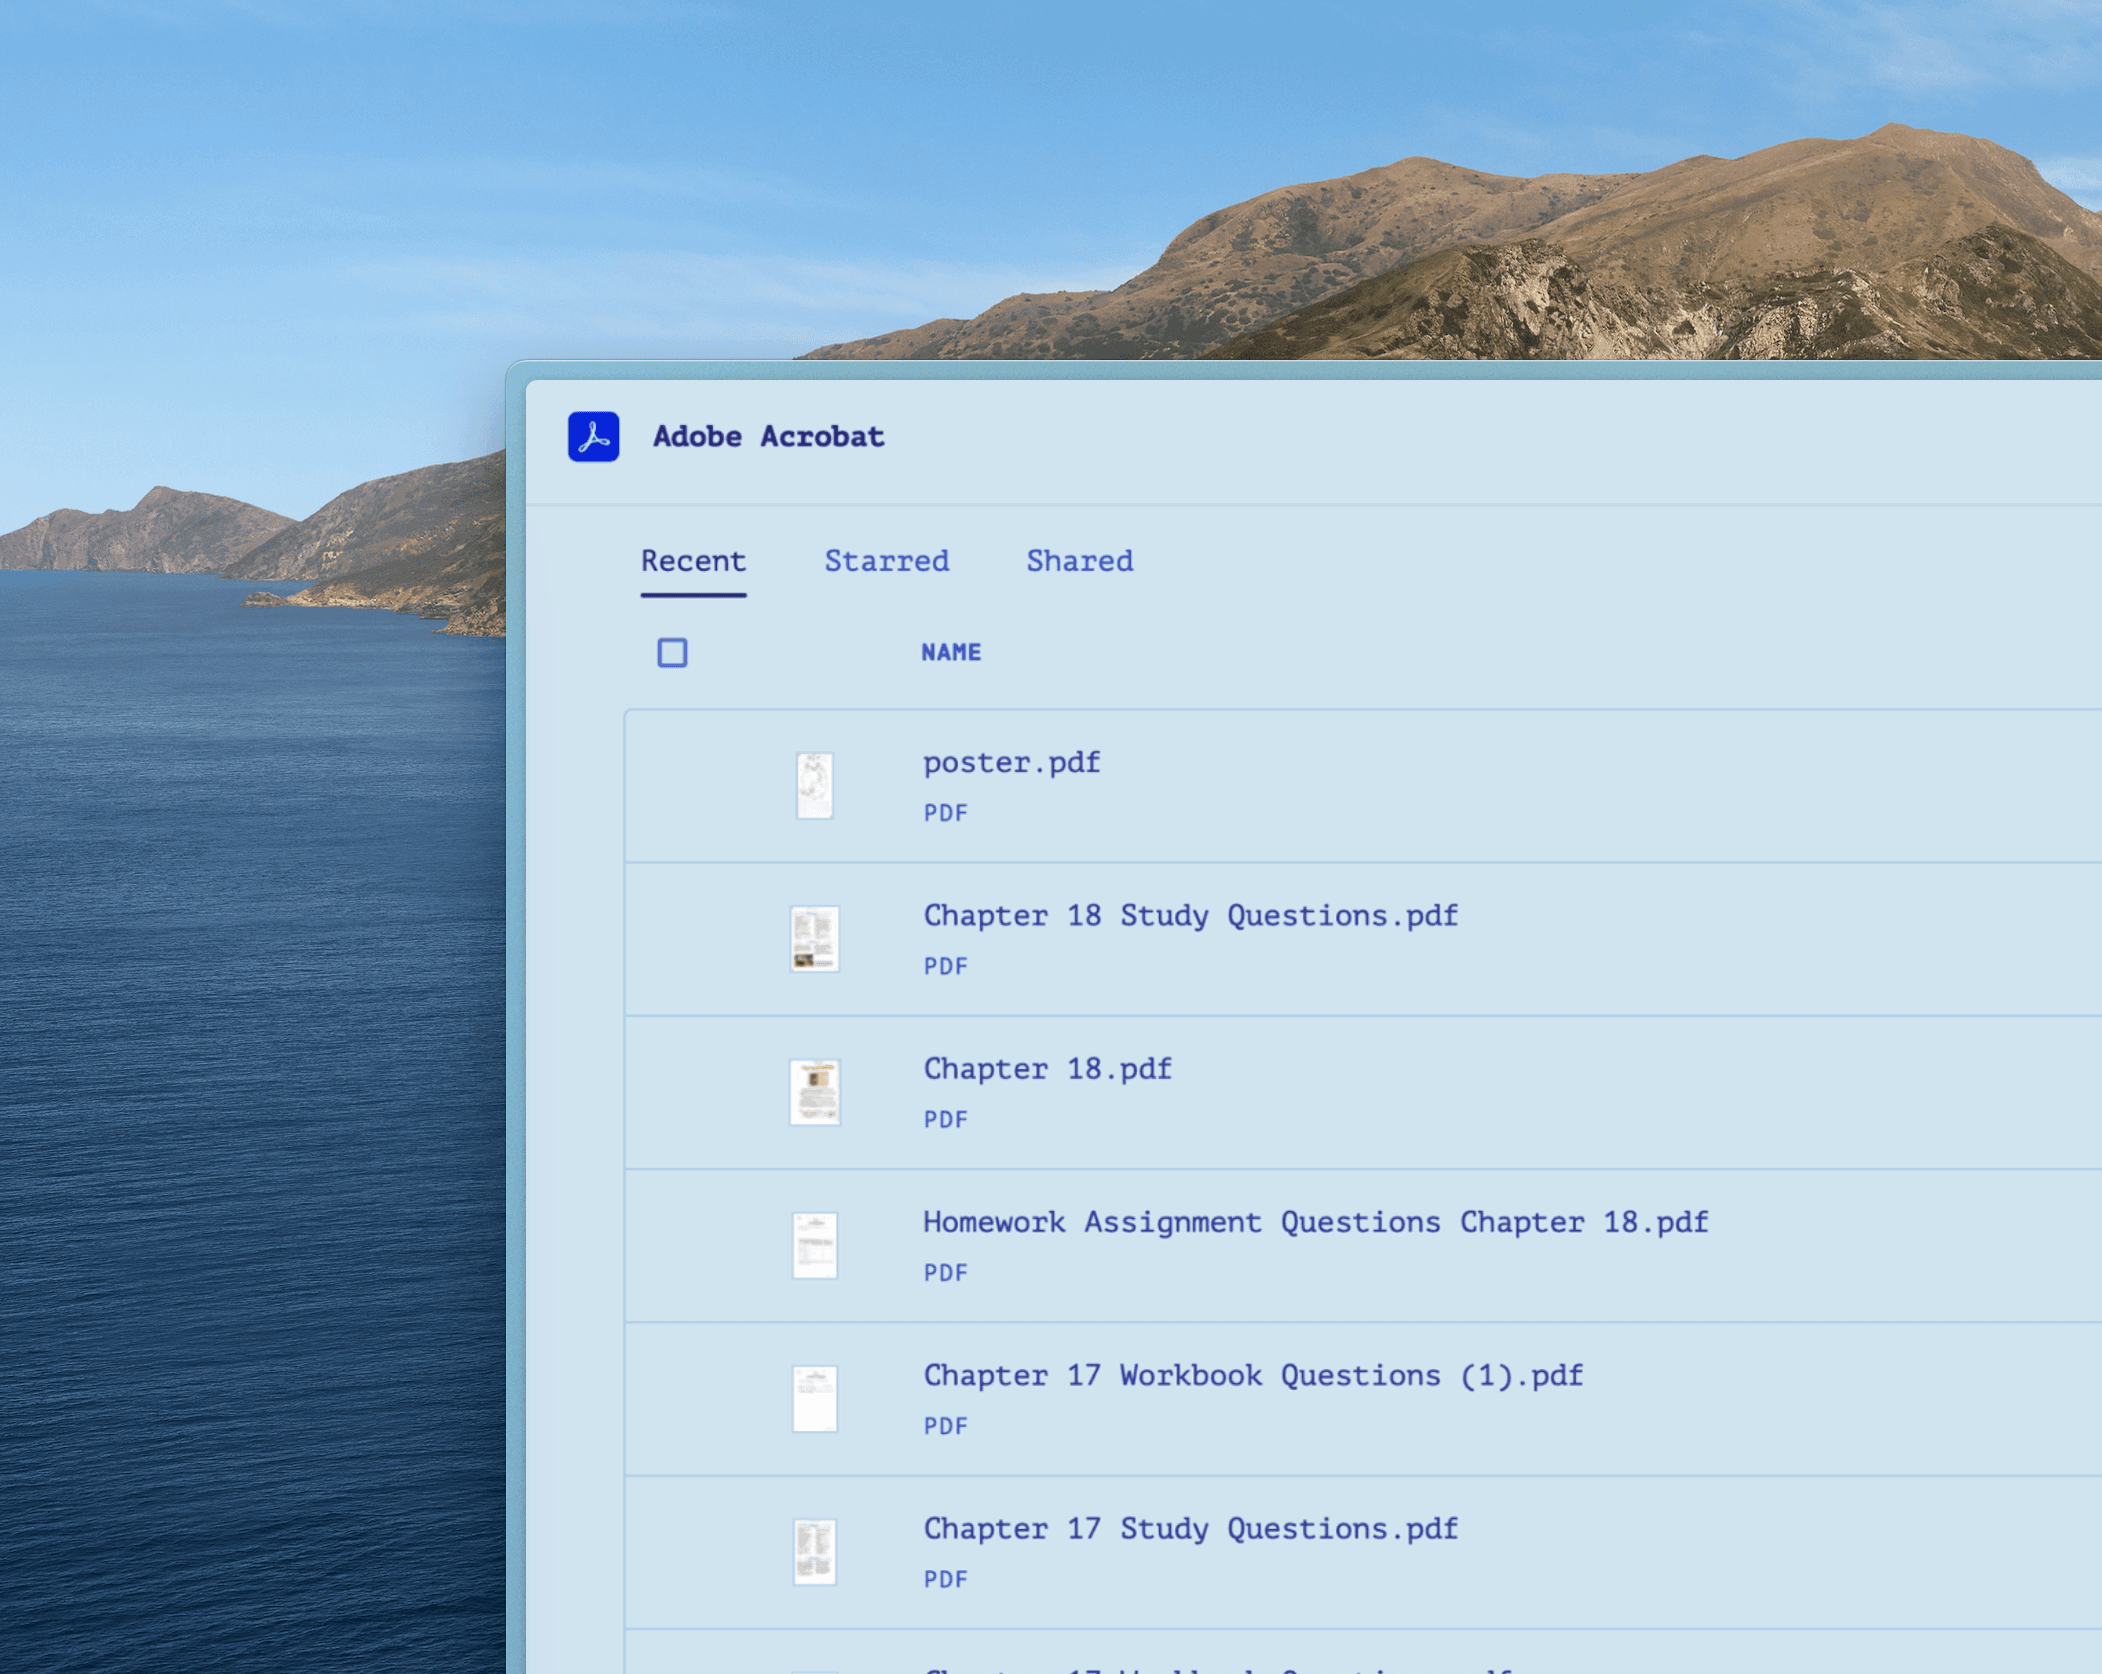 Adobe Acrobat
Recent Starred Shared
NAME
poster.pdf
PDF
Chapter 18 Study Questions.pdf
PDF
Chapter 18.pdf
PDF
Homework Assignment Questions Chapter 18.pdf
PDF
Chapter 17 Workbook Questions (1).pdf
PDF
Chapter 17 Study Questions.pdf
PDF